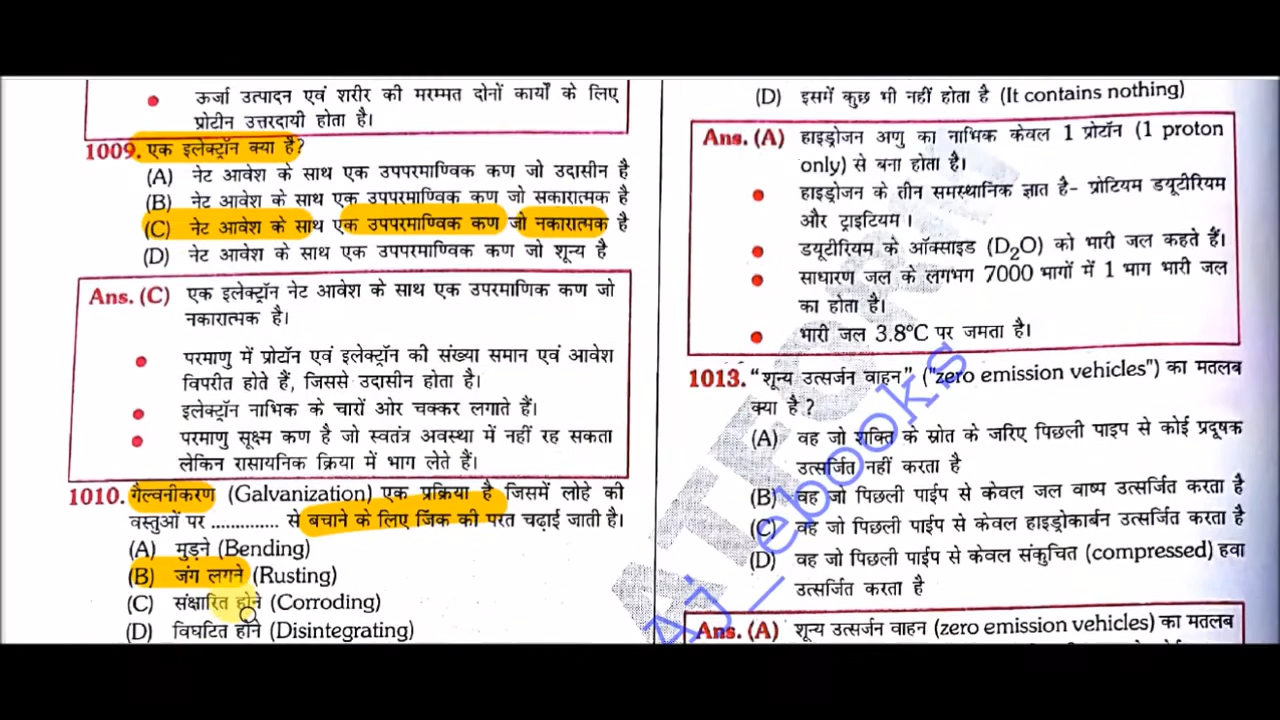 ऊर्जा उत्पादन एवं शरीर की मरम्मत दोनों कार्यों के लिए
प्रोटीन उत्तरदायी होता है।
1009. एक इलेक्ट्रॉन क्या है?
(A) नेट आवेश के साथ एक उपपरमाण्विक कण जो उदासीन है
(B) नेट आवेश के साथ एक उपपरमाण्विक कण जो सकारात्मक है
(C) नेट आवेश के साथ एक उपपरमाण्विक कण जो नकारात्मक है
(D) नेट आवेश के साथ एक उपपरमाण्विक कण जो शून्य है
Ans. (C) एक इलेक्ट्रॉन नेट आवेश के साथ एक उपरमाणिक कण जो
नकारात्मक है।
परमाणु में प्रोटॉन एवं इलेक्ट्रॉन की संख्या समान एवं आवेश
विपरीत होते हैं, जिससे उदासीन होता है।
इलेक्ट्रॉन नाभिक के चारों ओर चक्कर लगाते हैं।
परमाणु सूक्ष्म कण है जो स्वतंत्र अवस्था में नहीं रह सकता
लेकिन रासायनिक क्रिया में भाग लेते हैं।
1010. गैल्वनीकरण (Galvanization) एक प्रक्रिया है जिसमें लोहे की
वस्तुओं पर .............. से बचाने के लिए जिंक की परत चढ़ाई जाती है।
(A) मुड़ने (Bending)
(B) जंग लगने (Rusting)
(C) संक्षारित होने (Corroding)
(D) विघटित होने (Disintegrating)
(D) इसमें कुछ भी नहीं होता है (It contains nothing)
Ans. (A) हाइड्रोजन अणु का नाभिक केवल 1 प्रोटॉन (1 proton
only) से बना होता है।
हाइड्रोजन के तीन समस्थानिक ज्ञात है- प्रोटियम डयूटीरियम
और ट्राइटियम।
डयूटीरियम के ऑक्साइड (D₂O) को भारी जल कहते हैं।
साधारण जल के लगभग 7000 भागों में 1 भाग भारी जल
का होता है।
भारी जल 3.8°C पर जमता है।
1013. "शून्य उत्सर्जन वाहन" ("zero emission vehicles") का मतलब
क्या है ?
(A) वह जो शक्ति के स्रोत के जरिए पिछली पाइप से कोई प्रदूषक
उत्सर्जित नहीं करता है
(B) वह जो पिछली पाईप से केवल जल वाष्प उत्सर्जित करता है
(C) वह जो पिछली पाईप से केवल हाइड्रोकार्बन उत्सर्जित करता है
(D) वह जो पिछली पाईप से केवल संकुचित (compressed) हवा
उत्सर्जित करता है
Ans. (A) शून्य उत्सर्जन वाहन (zero emission vehicles) का मतलब
Aj_ebooks